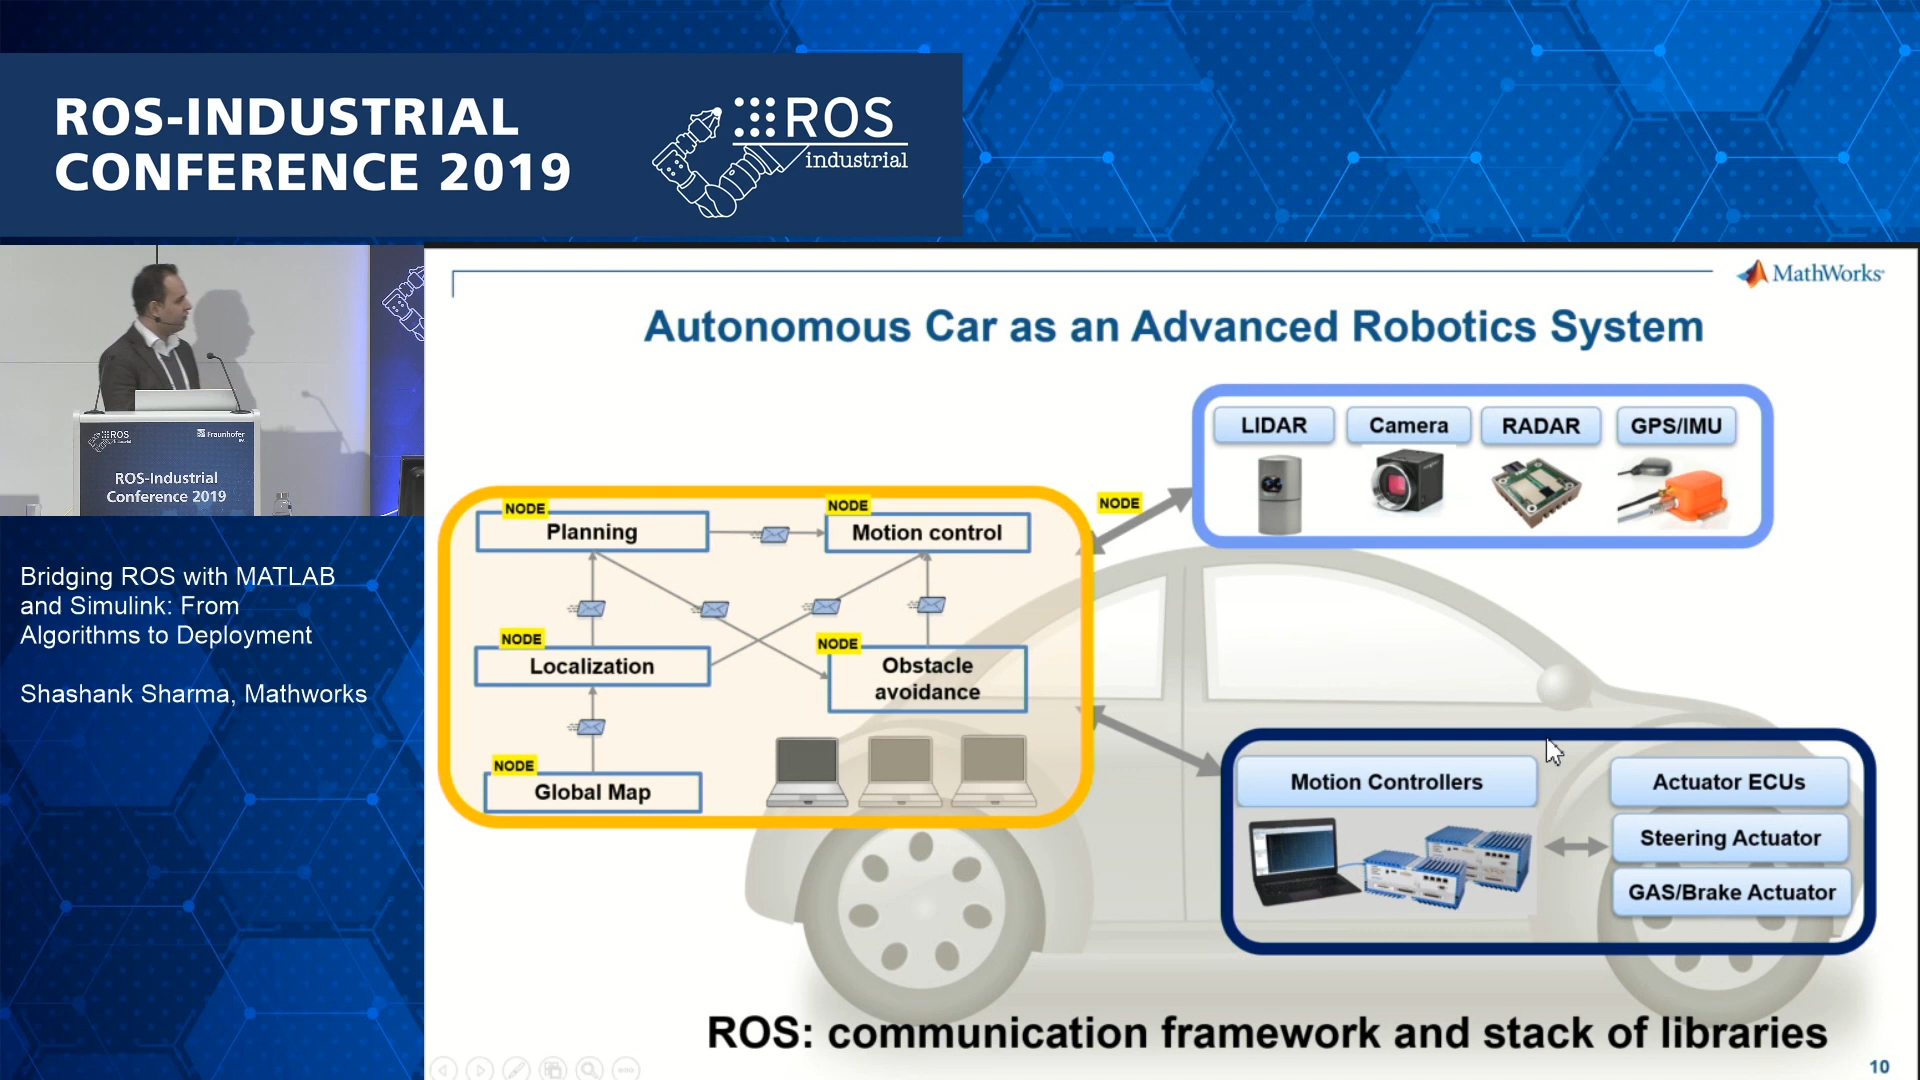 ROS-INDUSTRIAL
CONFERENCE 2019
ROS
industrial
ROS
industrial
Fraunhofer
IPA
ROS-Industrial
Conference 2019
Bridging ROS with MATLAB
and Simulink: From
Algorithms to Deployment
Shashank Sharma, Mathworks
MathWorks
Autonomous Car as an Advanced Robotics System
LIDAR
Camera
RADAR
GPS/IMU
NODE
NODE
NODE
Planning
Motion control
NODE
NODE
Localization
Obstacle
avoidance
NODE
Global Map
Motion Controllers
Actuator ECUs
Steering Actuator
GAS/Brake Actuator
ROS: communication framework and stack of libraries
10